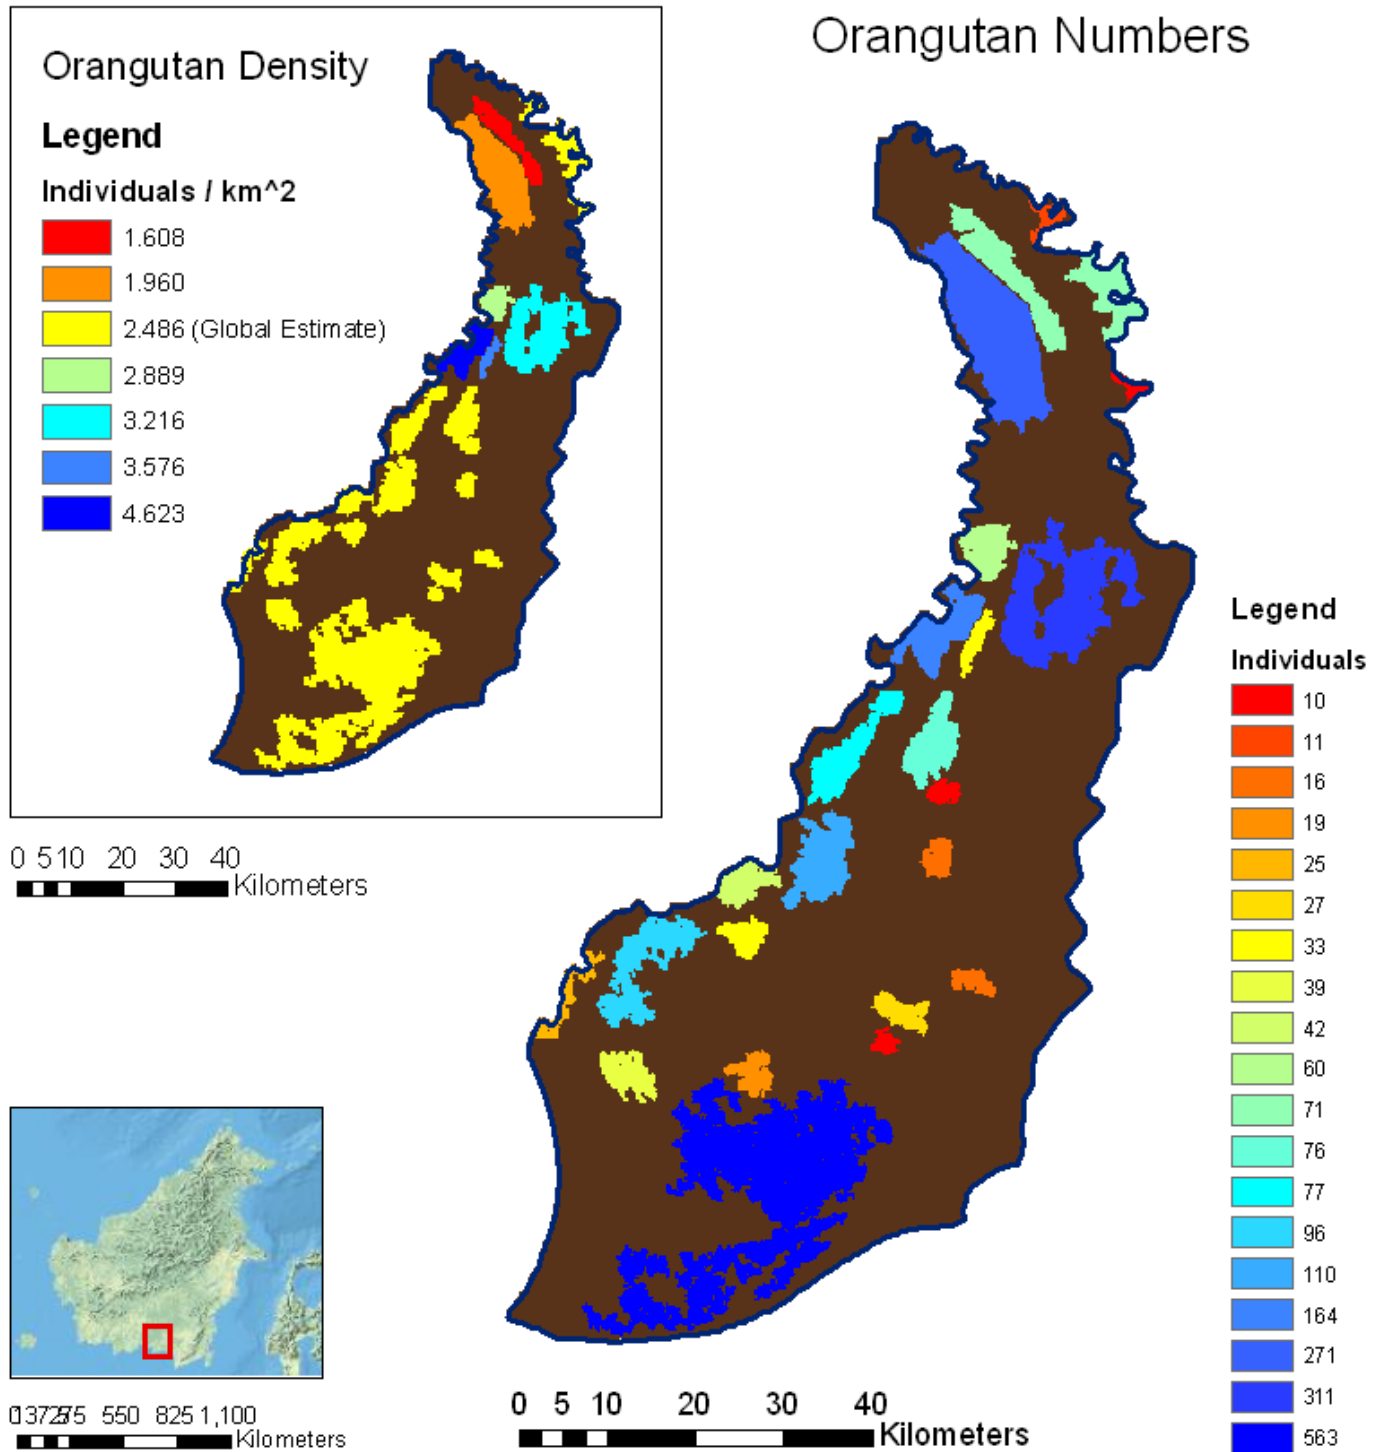 Orangutan Numbers
Orangutan Density
Legend
Individuals / km^2
1.608
1.960
2.486 (Global Estimate)
2.889
3.216
3.576
4.623
0 5 10 20 30 40
Kilometers
Legend
Individuals
10
11
16
19
25
27
33
39
42
60
71
76
77
96
110
164
271
311
563
550 825 1,100
Kilometers
0 5 10 20 30 40
Kilometers